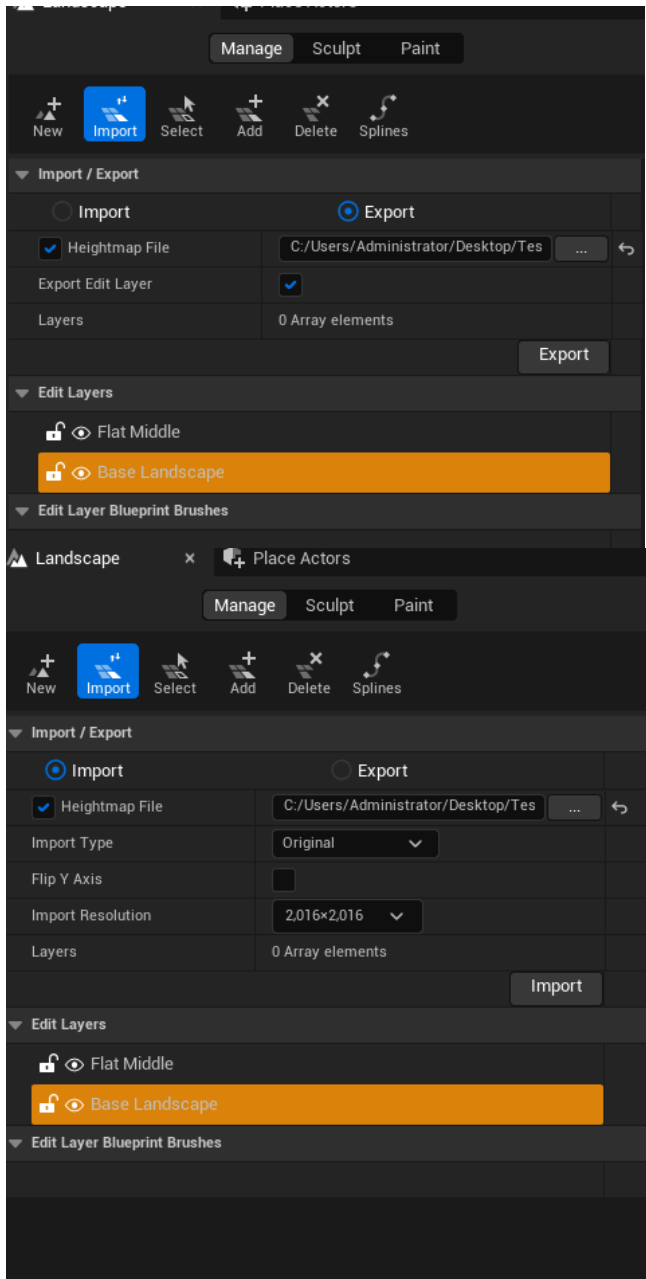 Landscape Place Actors
Manage Sculpt Paint
New Import Select Add Delete Splines
Import / Export
Import Export
Heightmap File C:/Users/Administrator/Desktop/Tes ...
Export Edit Layer
Layers 0 Array elements
Export
Edit Layers
Flat Middle
Base Landscape
Edit Layer Blueprint Brushes
Landscape × Place Actors
Manage Sculpt Paint
New Import Select Add Delete Splines
Import / Export
Import Export
Heightmap File C:/Users/Administrator/Desktop/Tes ...
Import Type Original
Flip Y Axis
Import Resolution 2,016×2,016
Layers 0 Array elements
Import
Edit Layers
Flat Middle
Base Landscape
Edit Layer Blueprint Brushes